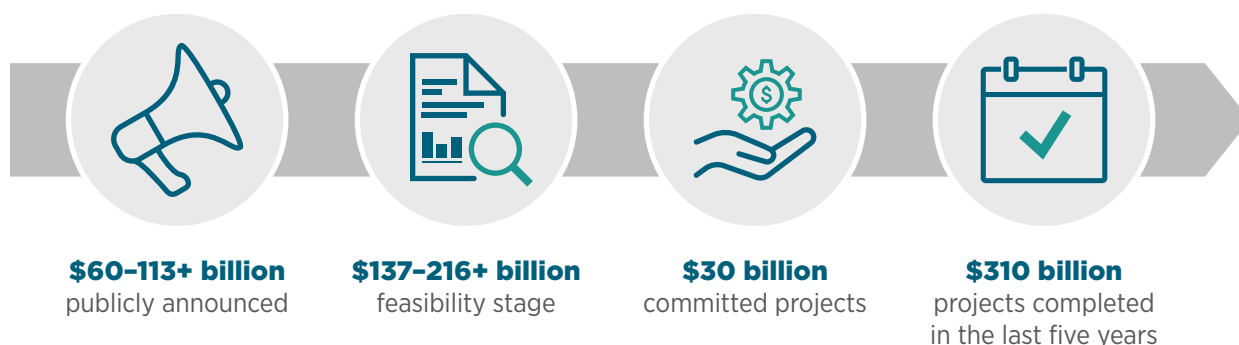 $
$60–113+ billion
publicly announced
$137–216+ billion
feasibility stage
$30 billion
committed projects
$310 billion
projects completed
in the last five years